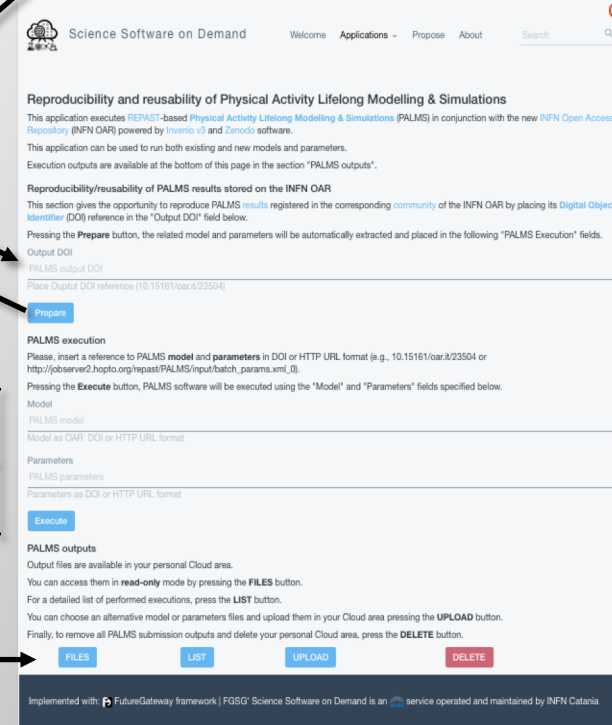 Science Software on Demand
Welcome Applications Propose About Search
Reproducibility and reusability of Physical Activity Lifelong Modelling & Simulations
This application executes REPAST-based Physical Activity Lifelong Modelling & Simulations (PALMS) in conjunction with the new INFN Open Access
Repository (INFN OAR) powered by Invenio v3 and Zenodo software.
This application can be used to run both existing and new models and parameters.
Execution outputs are available at the bottom of this page in the section "PALMS outputs".
Reproducibility/reusability of PALMS results stored on the INFN OAR
This section gives the opportunity to reproduce PALMS results registered in the corresponding community of the INFN OAR by placing its Digital Objec
Identifier (DOI) reference in the "Output DOI" field below.
Pressing the Prepare button, the related model and parameters will be automatically extracted and placed in the following "PALMS Execution" fields.
Output DOI
PALMS output DOI
Place Ouptut DOI reference (10.15161/oar.it/23504)
Prepare
PALMS execution
Please, insert a reference to PALMS model and parameters in DOI or HTTP URL format (e.g., 10.15161/oar.it/23504 or
http://jobserver2.hopto.org/repast/PALMS/input/batch_params.xml_0).
Pressing the Execute button, PALMS software will be executed using the "Model" and "Parameters" fields specified below.
Model
PALMS model
Model as OAR' DOI or HTTP URL format
Parameters
PALMS parameters
Parameters as DOI or HTTP URL format
Execute
PALMS outputs
Output files are available in your personal Cloud area.
You can access them in read-only mode by pressing the FILES button.
For a detailed list of performed executions, press the LIST button.
You can choose an alternative model or parameters files and upload them in your Cloud area pressing the UPLOAD button.
Finally, to remove all PALMS submission outputs and delete your personal Cloud area, press the DELETE button.
FILES LIST UPLOAD DELETE
Implemented with: FutureGateway framework | FGSG' Science Software on Demand is an service operated and maintained by INFN Catania